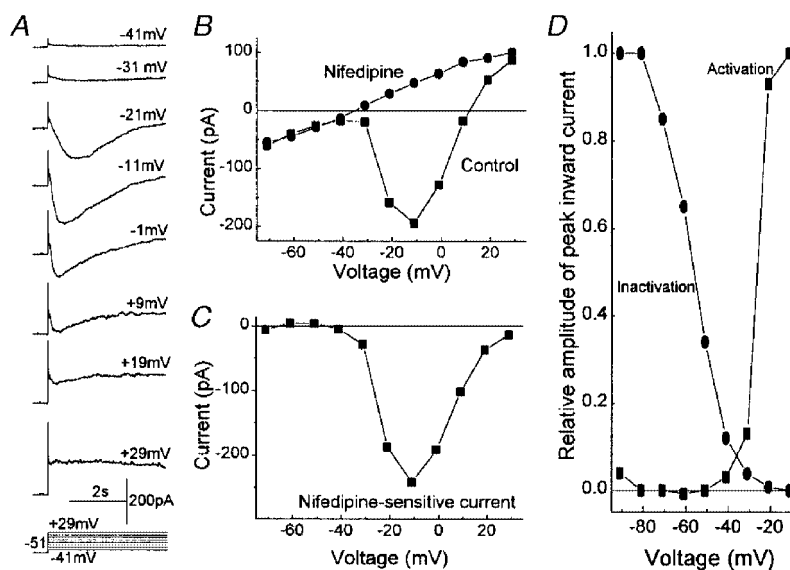 A
-41mV
-31 mV
-21mV
-11mV
-1mV
+9mV
+19mV
+29mV
2s
200pA
+29mV
-51
-41mV
B
100
0
-100
-200
Current (pA)
Nifedipine
Control
-60 -40 -20 0 20
Voltage (mV)
C
0
-100
-200
Current (pA)
Nifedipine-sensitive current
-60 -40 -20 0 20
Voltage (mV)
D
1.0
0.8
0.6
0.4
0.2
0.0
Relative amplitude of peak inward current
Activation
Inactivation
-80 -60 -40 -20
Voltage (mV)